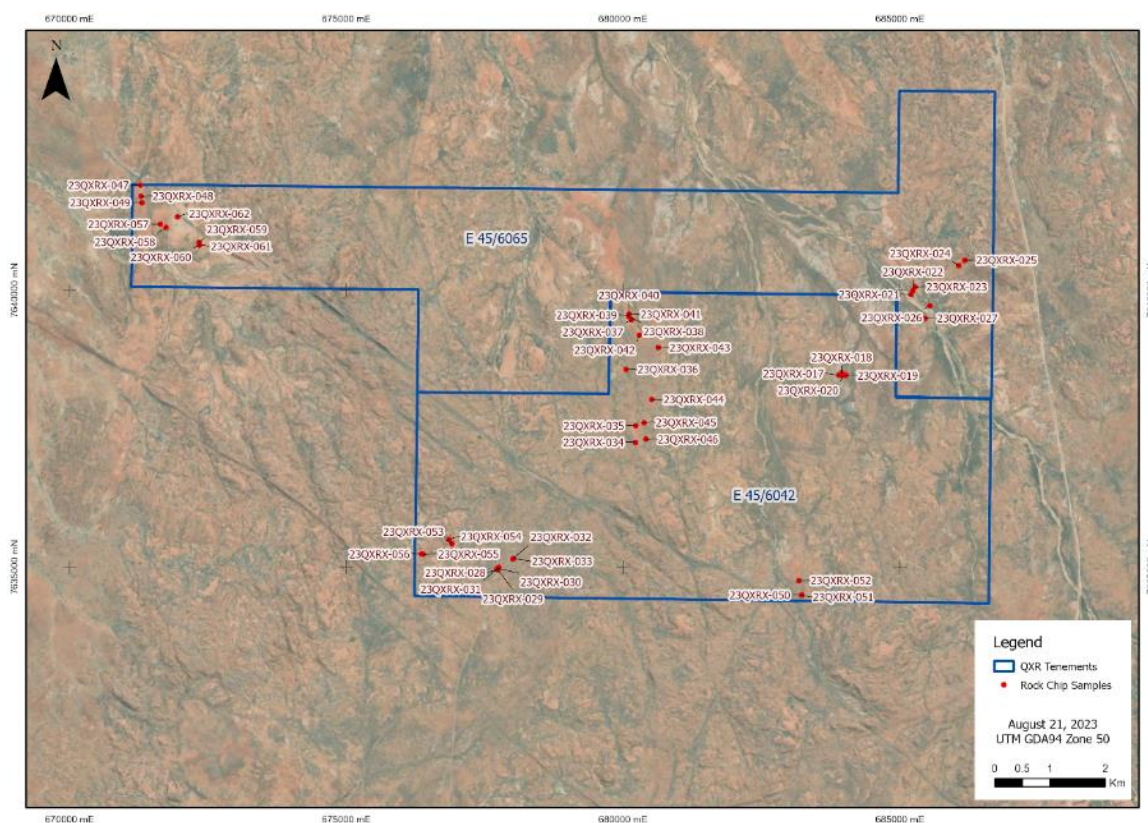 670000 mE
675000 mE
680000 mE
685000 mE
N
23QXRX-047
23QXRX-048
23QXRX-049
23QXRX-062
23QXRX-057
23QXRX-059
23QXRX-058
23QXRX-061
23QXRX-060
E 45/6065
23QXRX-024
23QXRX-025
23QXRX-022
23QXRX-023
23QXRX-021
23QXRX-026
23QXRX-027
7640000 mN
23QXRX-040
23QXRX-039
23QXRX-041
23QXRX-037
23QXRX-038
23QXRX-042
23QXRX-043
23QXRX-036
23QXRX-018
23QXRX-017
23QXRX-019
23QXRX-020
23QXRX-044
23QXRX-035
23QXRX-045
23QXRX-034
23QXRX-046
E 45/6042
23QXRX-053
23QXRX-054
23QXRX-032
23QXRX-056
23QXRX-055
23QXRX-033
23QXRX-028
23QXRX-030
23QXRX-031
23QXRX-029
23QXRX-052
23QXRX-050
23QXRX-051
7635000 mN
Legend
QXR Tenements
Rock Chip Samples
August 21, 2023
UTM GDA94 Zone 50
0 0.5 1 2
Km
670000 mE
675000 mE
680000 mE
685000 mE